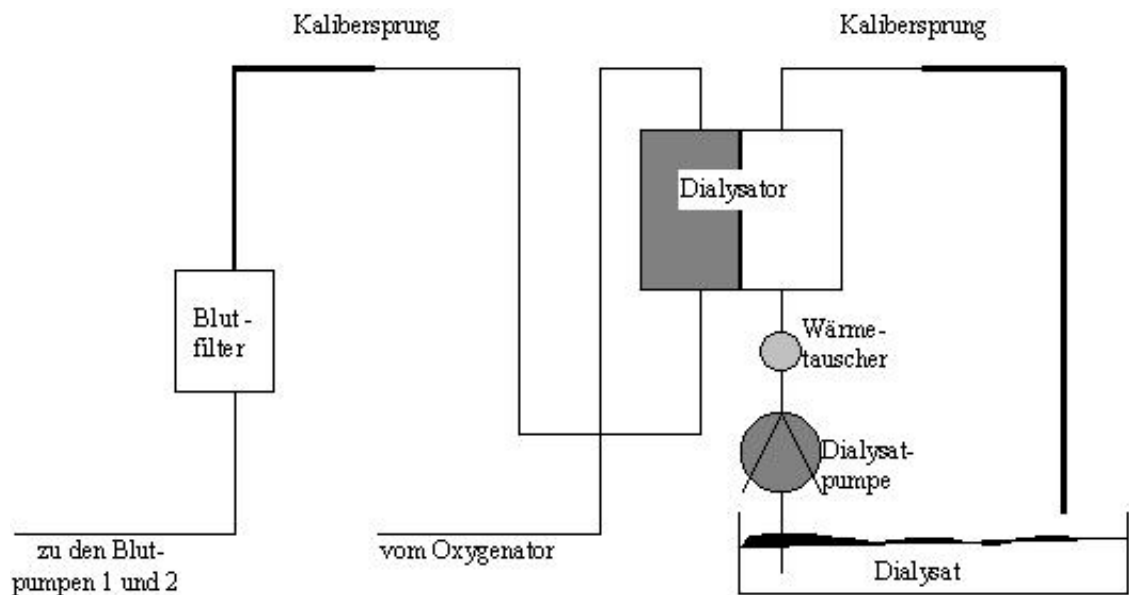 Kalibersprung
Kalibersprung
Dialysator
Blut-
filter
Wärme-
tauscher
Dialysat-
pumpe
zu den Blut-
pumpen 1 und 2
vom Oxygenator
Dialysat